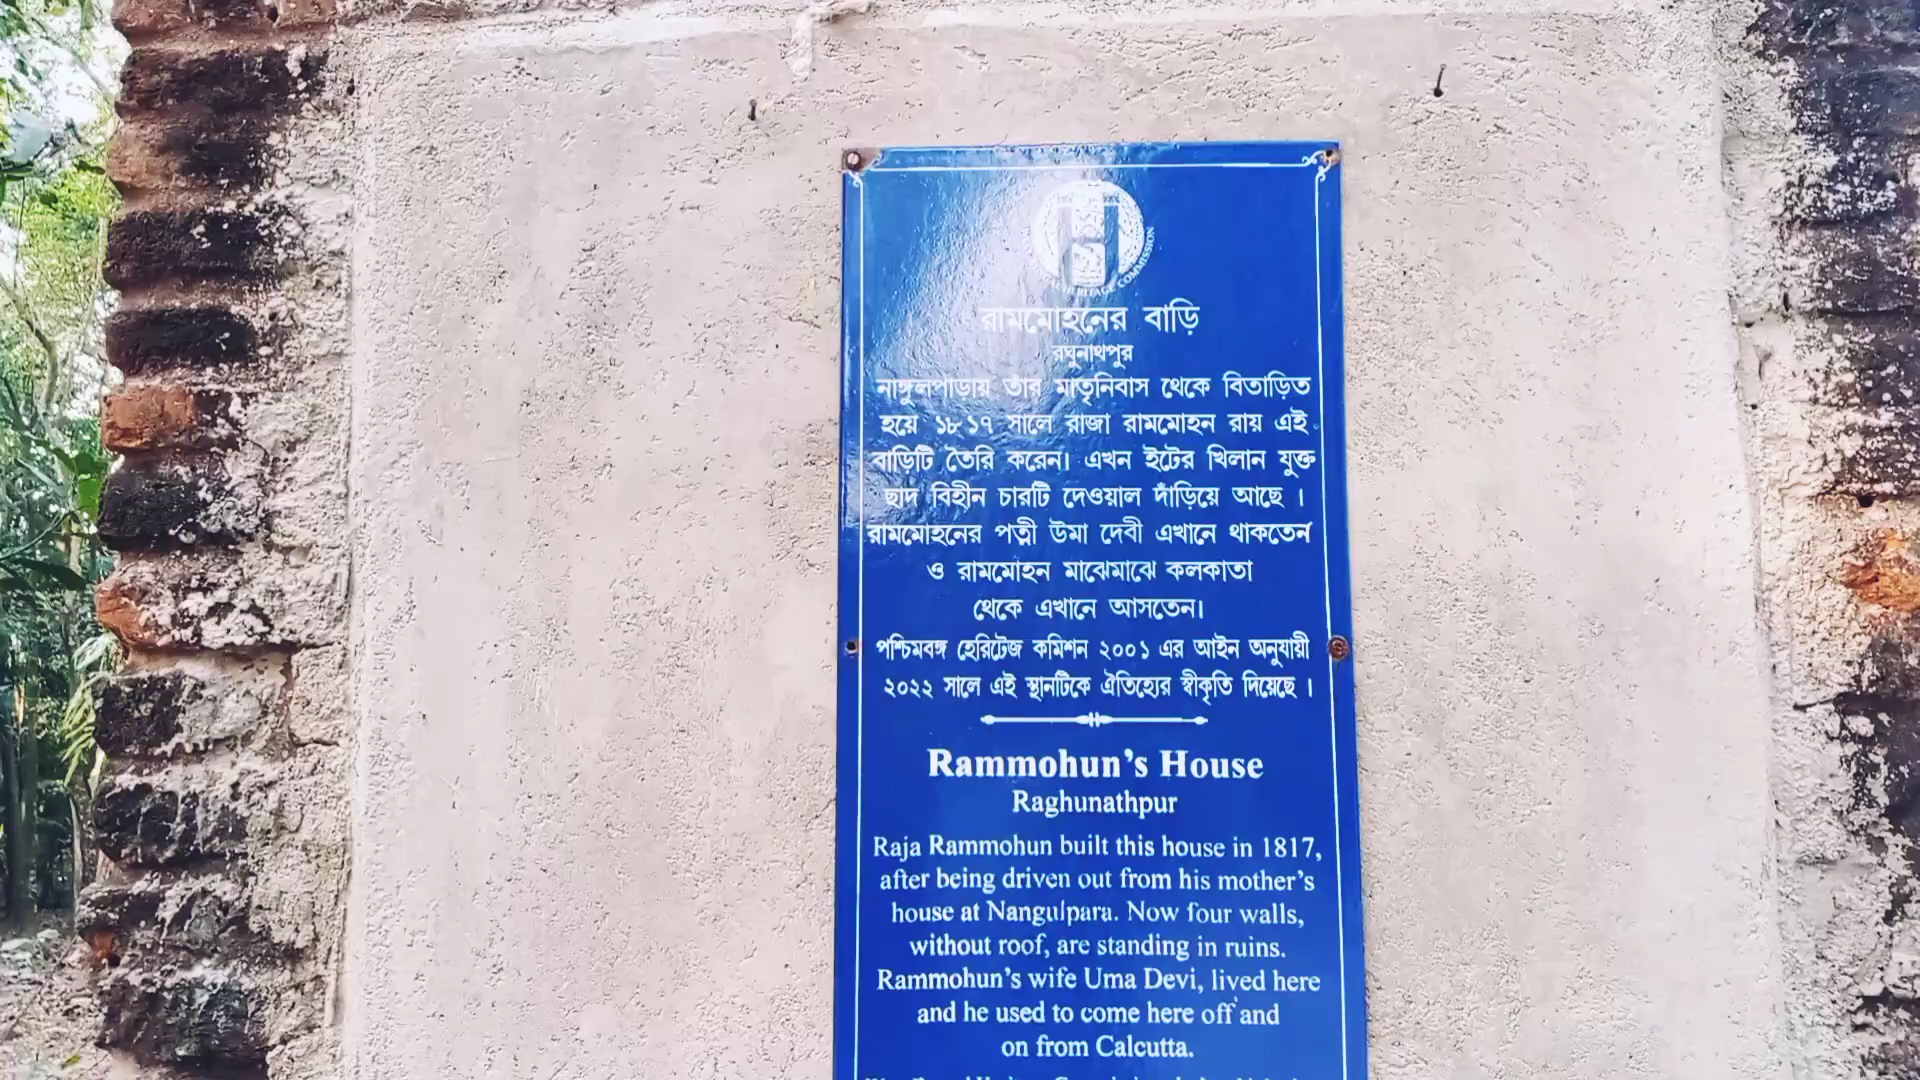 HERITAGE COMMISSION
রামমোহনের বাড়ি
রঘুনাথপুর
নাঙ্গুলপাড়ায় তাঁর মাতৃনিবাস থেকে বিতাড়িত
হয়ে ১৮১৭ সালে রাজা রামমোহন রায় এই
বাড়িটি তৈরি করেন। এখন ইটের খিলান যুক্ত
ছাদ বিহীন চারটি দেওয়াল দাঁড়িয়ে আছে ।
রামমোহনের পত্নী উমা দেবী এখানে থাকতেন
ও রামমোহন মাঝেমাঝে কলকাতা
থেকে এখানে আসতেন।
পশ্চিমবঙ্গ হেরিটেজ কমিশন ২০০১ এর আইন অনুযায়ী
২০২২ সালে এই স্থানটিকে ঐতিহ্যের স্বীকৃতি দিয়েছে ।
Rammohun's House
Raghunathpur
Raja Rammohun built this house in 1817,
after being driven out from his mother's
house at Nangulpara. Now four walls,
without roof, are standing in ruins.
Rammohun's wife Uma Devi, lived here
and he used to come here off and
on from Calcutta.